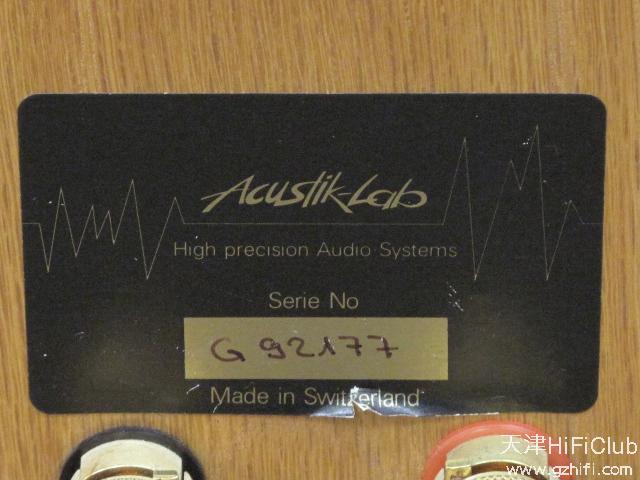 Acustik-Lab
High precision Audio Systems
Serie No
G 92177
Made in Switzerland
天津HiFiClub
www.gzhifi.com